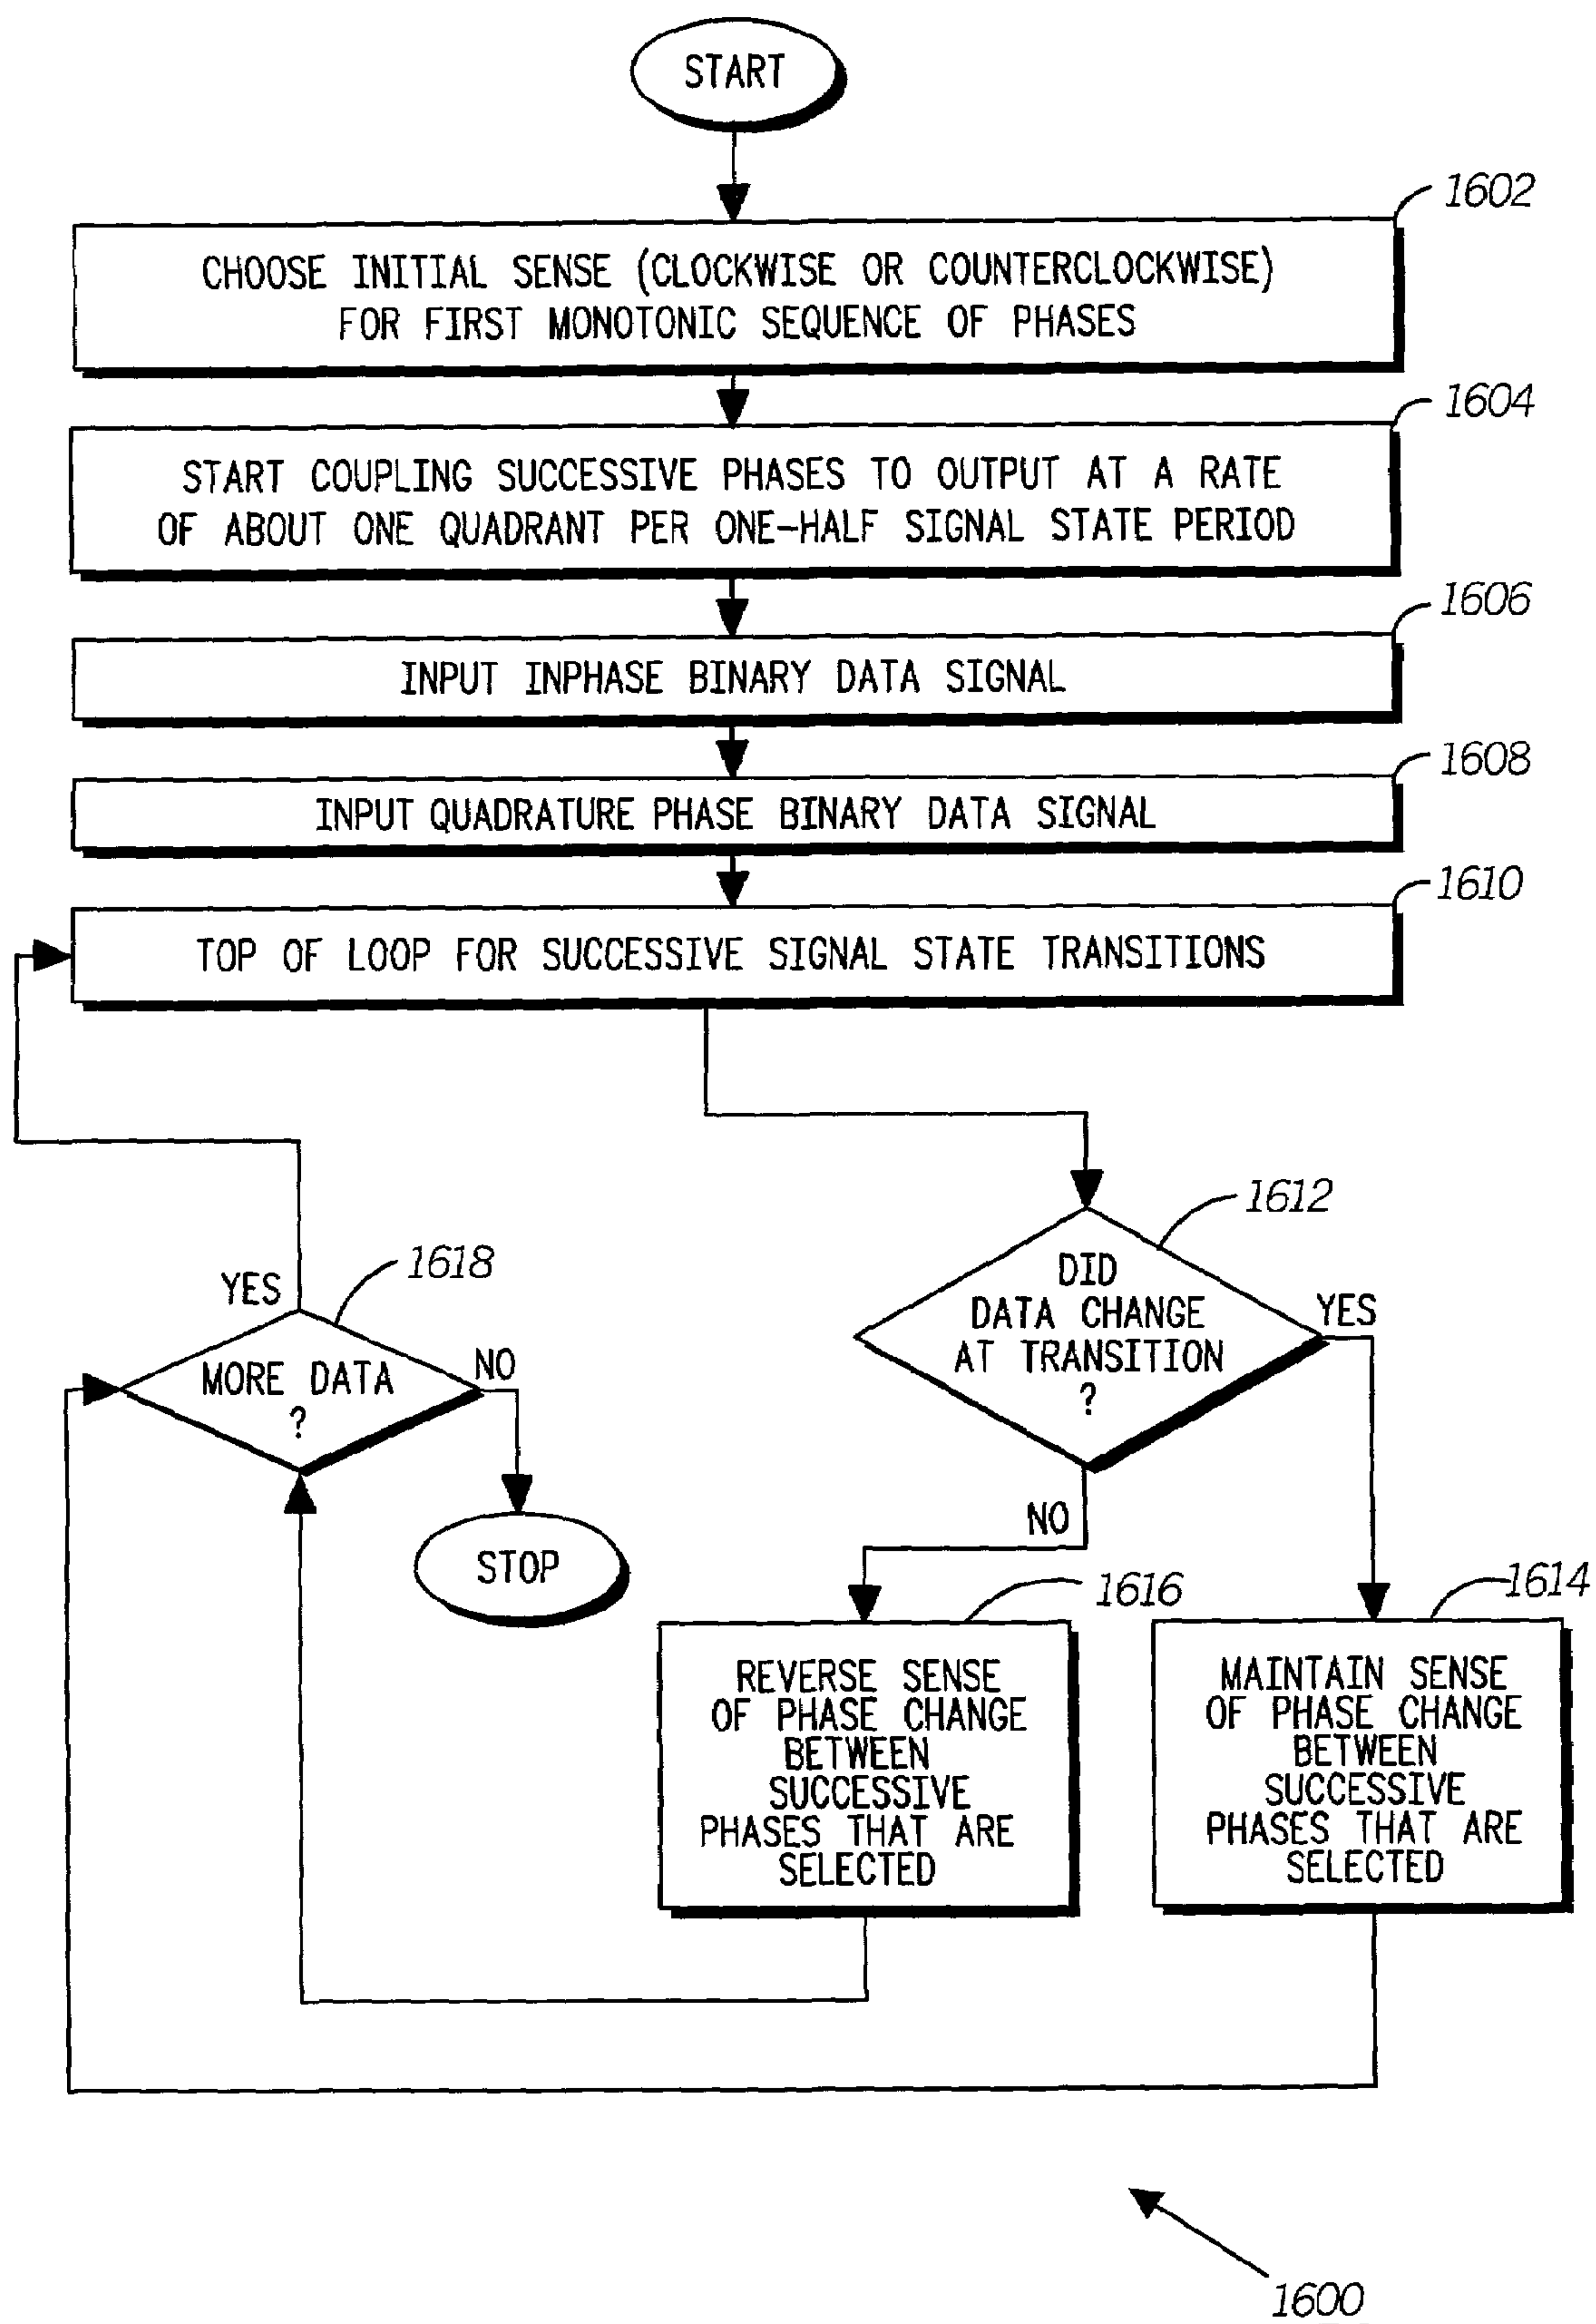 START
1602
CHOOSE INITIAL SENSE (CLOCKWISE OR COUNTERCLOCKWISE)
FOR FIRST MONOTONIC SEQUENCE OF PHASES
1604
START COUPLING SUCCESSIVE PHASES TO OUTPUT AT A RATE
OF ABOUT ONE QUADRANT PER ONE-HALF SIGNAL STATE PERIOD
1606
INPUT INPHASE BINARY DATA SIGNAL
1608
INPUT QUADRATURE PHASE BINARY DATA SIGNAL
1610
TOP OF LOOP FOR SUCCESSIVE SIGNAL STATE TRANSITIONS
1612
DID
DATA CHANGE
AT TRANSITION
?
YES
NO
1618
YES
MORE DATA
?
NO
STOP
1616
REVERSE SENSE
OF PHASE CHANGE
BETWEEN
SUCCESSIVE
PHASES THAT ARE
SELECTED
1614
MAINTAIN SENSE
OF PHASE CHANGE
BETWEEN
SUCCESSIVE
PHASES THAT ARE
SELECTED
1600